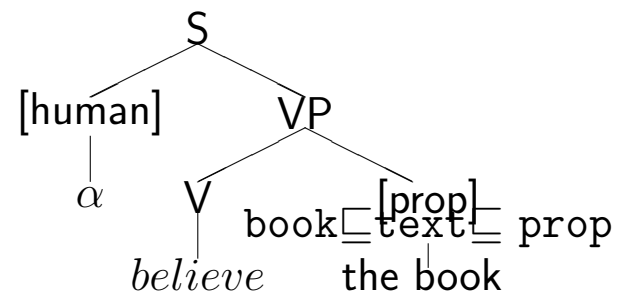 S
[human] VP
α V [prop]
book⊑text⊑ prop
believe the book